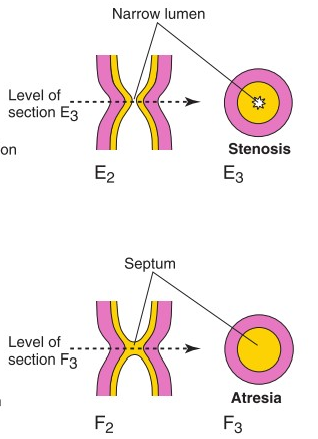 Narrow lumen
Level of
section E3
on
Stenosis
E2
E3
Septum
Level of
section F3
Atresia
F2
F3